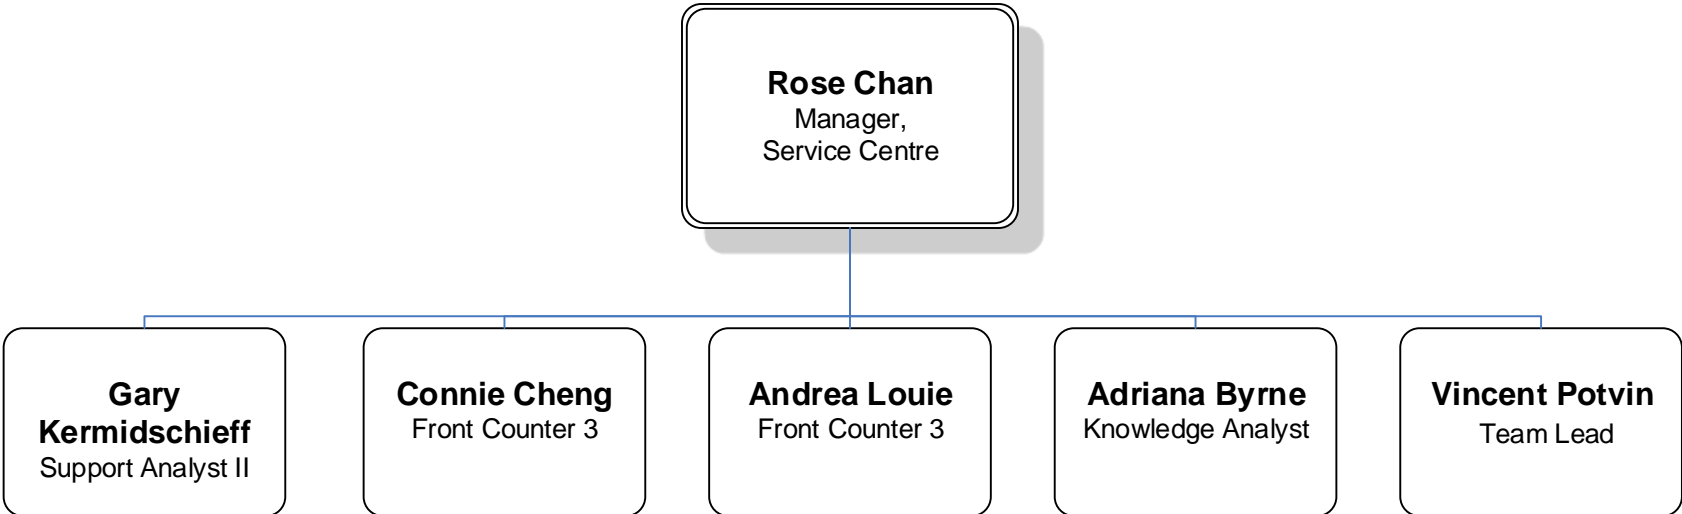 Rose Chan
Manager,
Service Centre
Gary
Kermidschieff
Support Analyst II
Connie Cheng
Front Counter 3
Andrea Louie
Front Counter 3
Adriana Byrne
Knowledge Analyst
Vincent Potvin
Team Lead